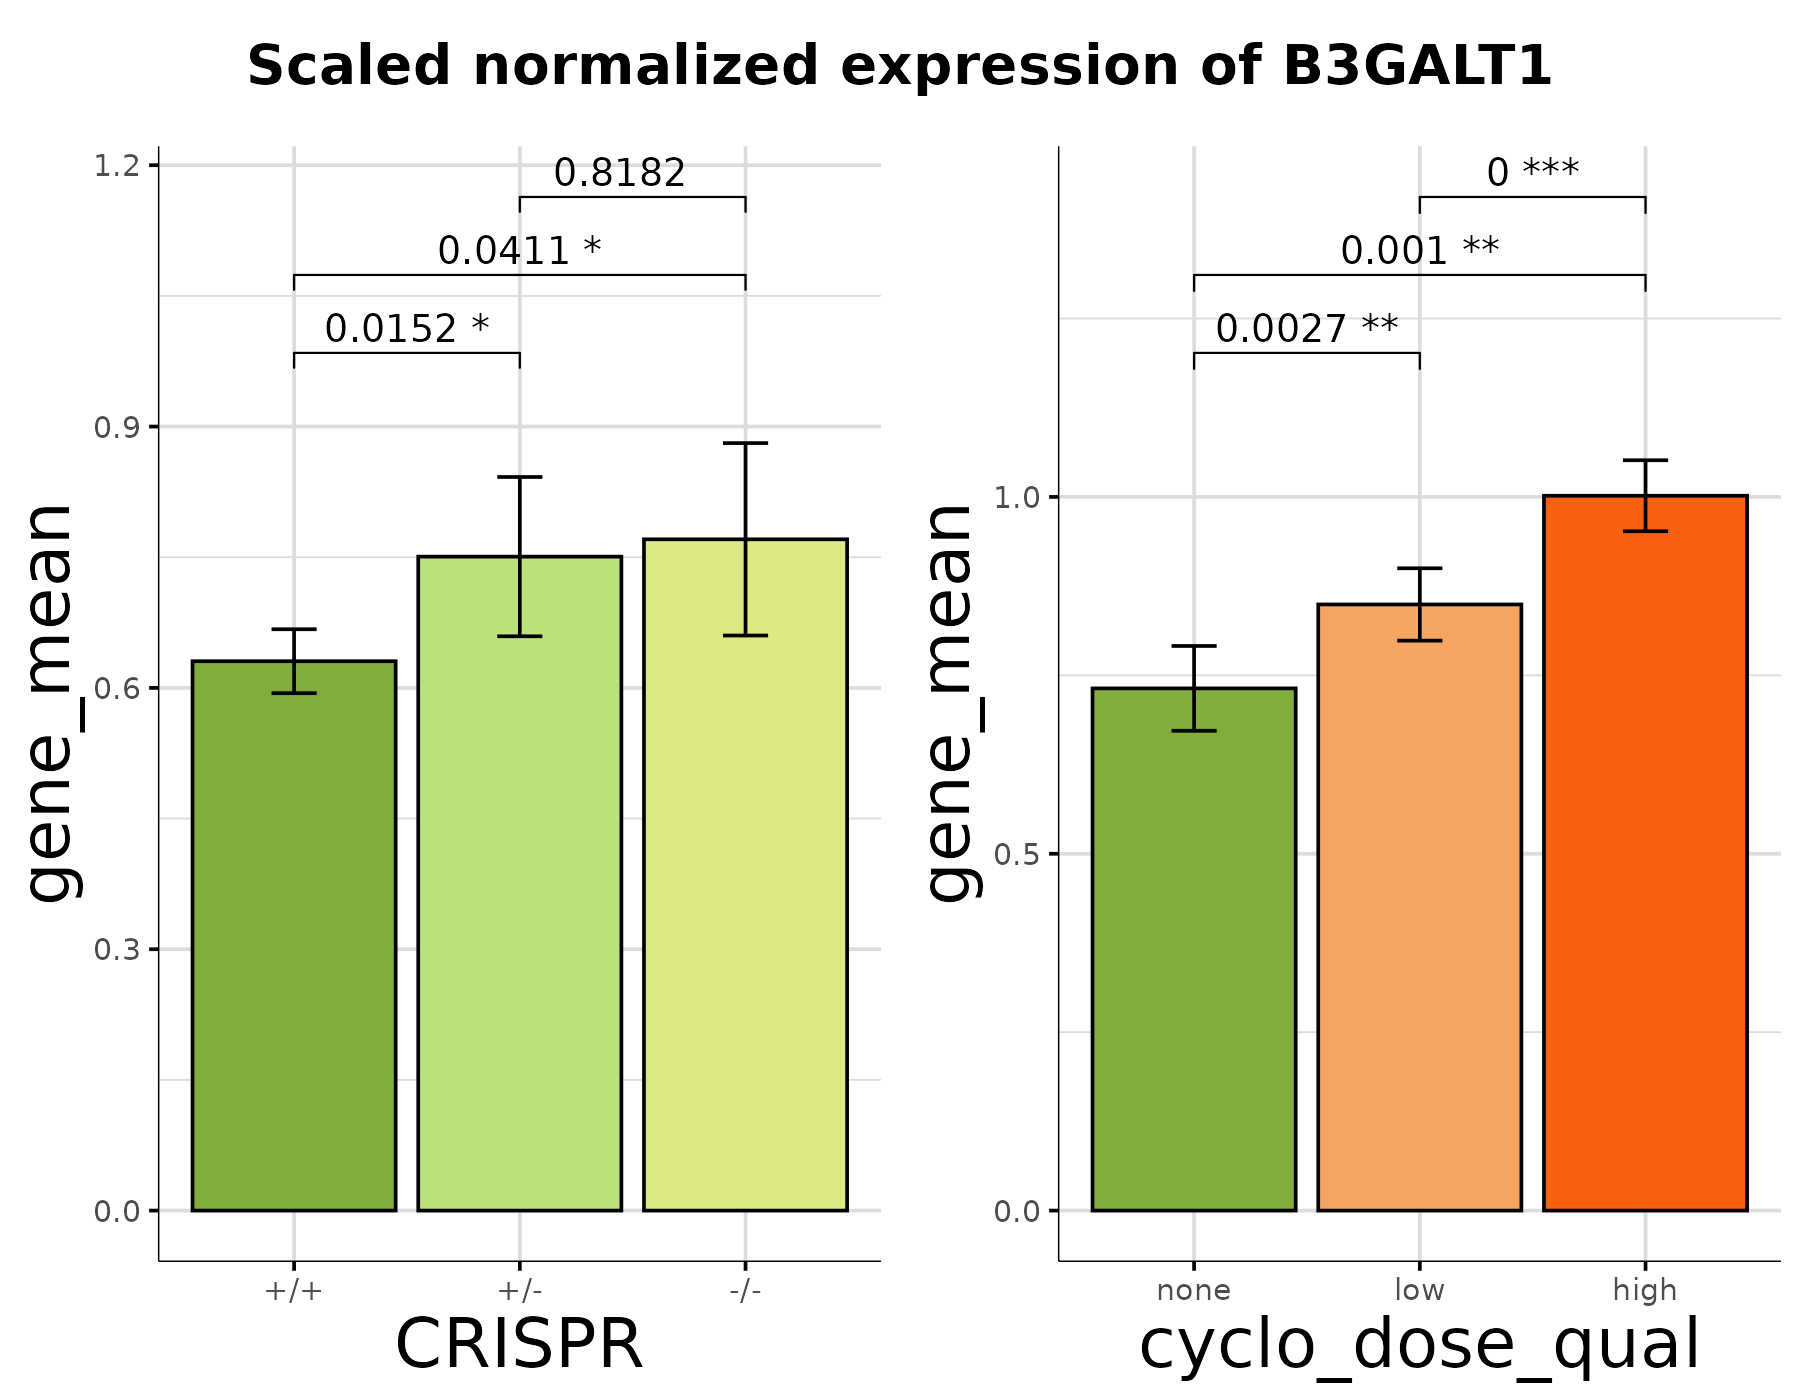 Scaled normalized expression of B3GALT1
gene_mean
1.2
0.9
0.6
0.3
0.0
0.8182
0.0411 *
0.0152 *
+/+ +/- -/-
CRISPR
gene_mean
1.0
0.5
0.0
0 ***
0.001 **
0.0027 **
none low high
cyclo_dose_qual